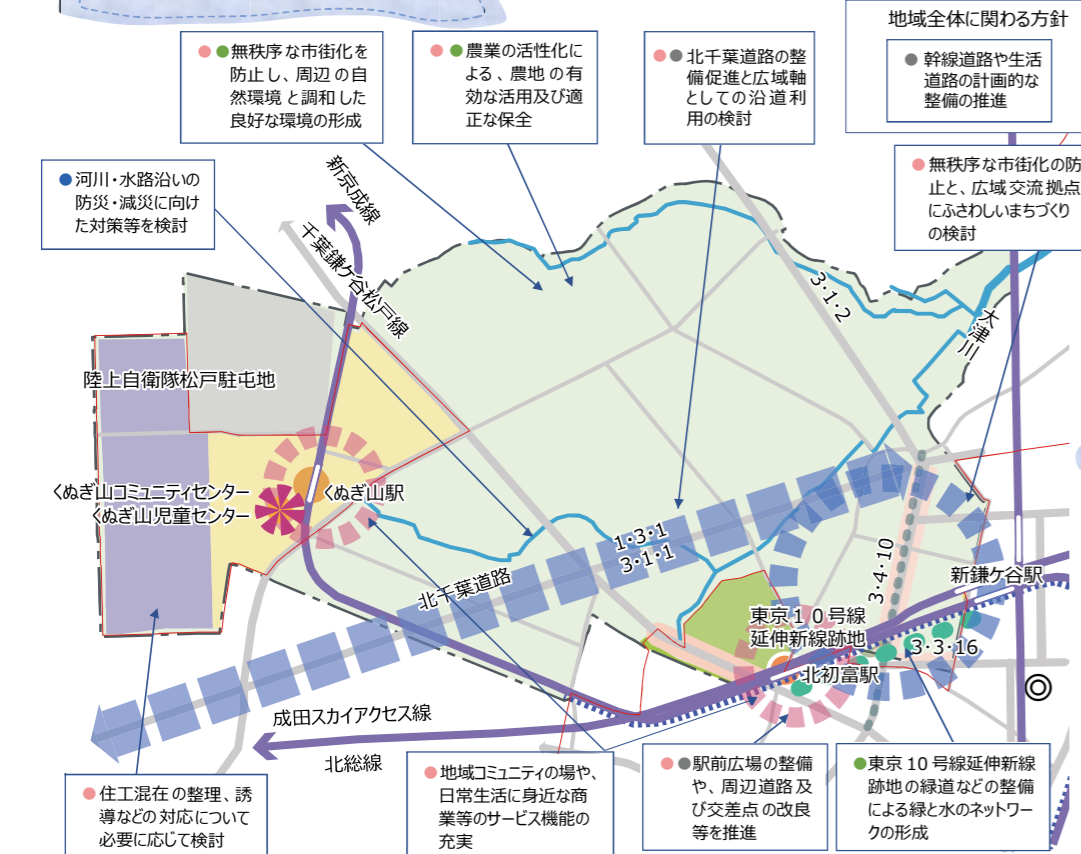 地域全体に関わる方針
●幹線道路や生活
道路の計画的な
整備の推進
●●無秩序な市街化を
防止し、周辺の自
然環境と調和した
良好な環境の形成
●●農業の活性化に
よる、農地の有
効な活用及び適
正な保全
●●北千葉道路の整
備促進と広域軸
としての沿道利
用の検討
●無秩序な市街化の防
止と、広域交流拠点
にふさわしいまちづくり
の検討
●河川・水路沿いの
防災・減災に向け
た対策等を検討
新京成線
千葉鎌ケ谷松戸線
3・1・2
大津川
陸上自衛隊松戸駐屯地
くぬぎ山コミュニティセンター
くぬぎ山児童センター
くぬぎ山駅
1・3・1
3・1・1
北千葉道路
3・4・10
新鎌ケ谷駅
東京10号線
延伸新線跡地
3・3・16
北初富駅
成田スカイアクセス線
北総線
●住工混在の整理、誘
導などの対応について
必要に応じて検討
●地域コミュニティの場や、
日常生活に身近な商
業等のサービス機能の
充実
●●駅前広場の整備
や、周辺道路及
び交差点の改良
等を推進
●東京10号線延伸新線
跡地の緑道などの整備
による緑と水のネットワー
クの形成